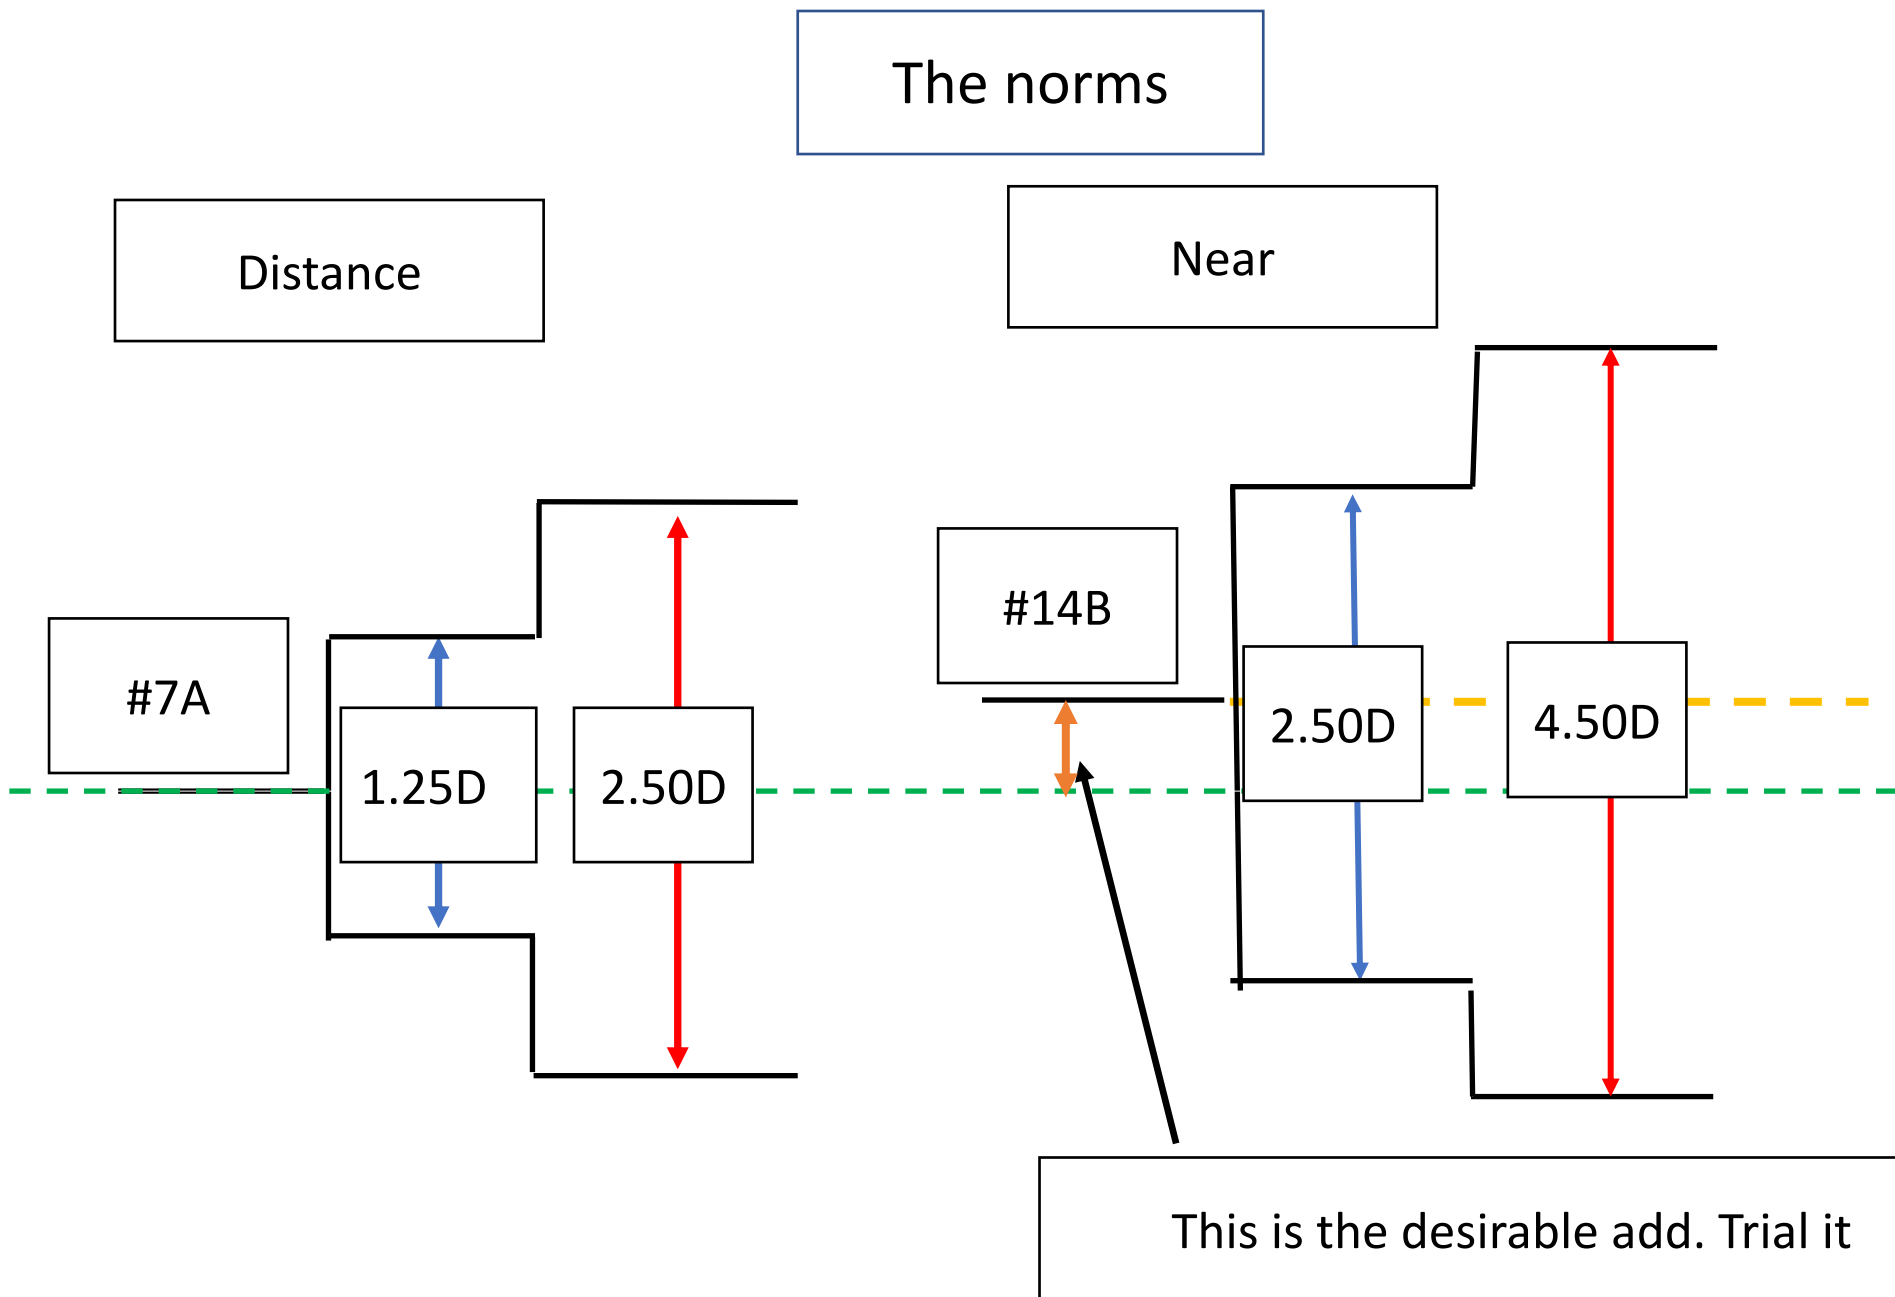 The norms
Distance
Near
#7A
#14B
1.25D
2.50D
2.50D
4.50D
This is the desirable add. Trial it